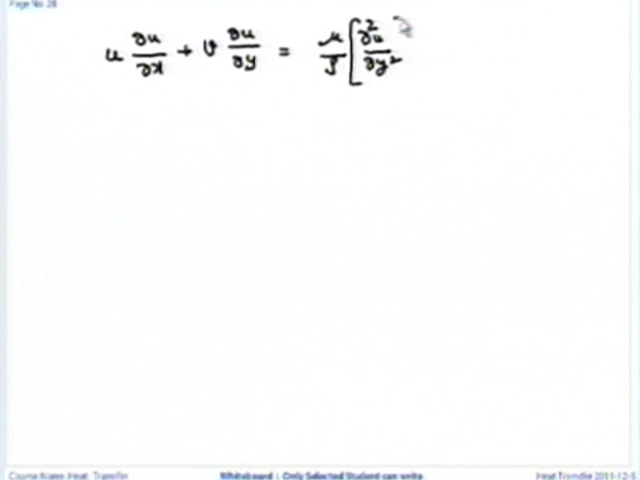 Page No: 28
u ∂u/∂x + v ∂u/∂y = μ/ρ [ ∂²u/∂y²
Course Name: Heat Transfer Whiteboard | Only Selected Student can write Heat Transfer 2011-12-5